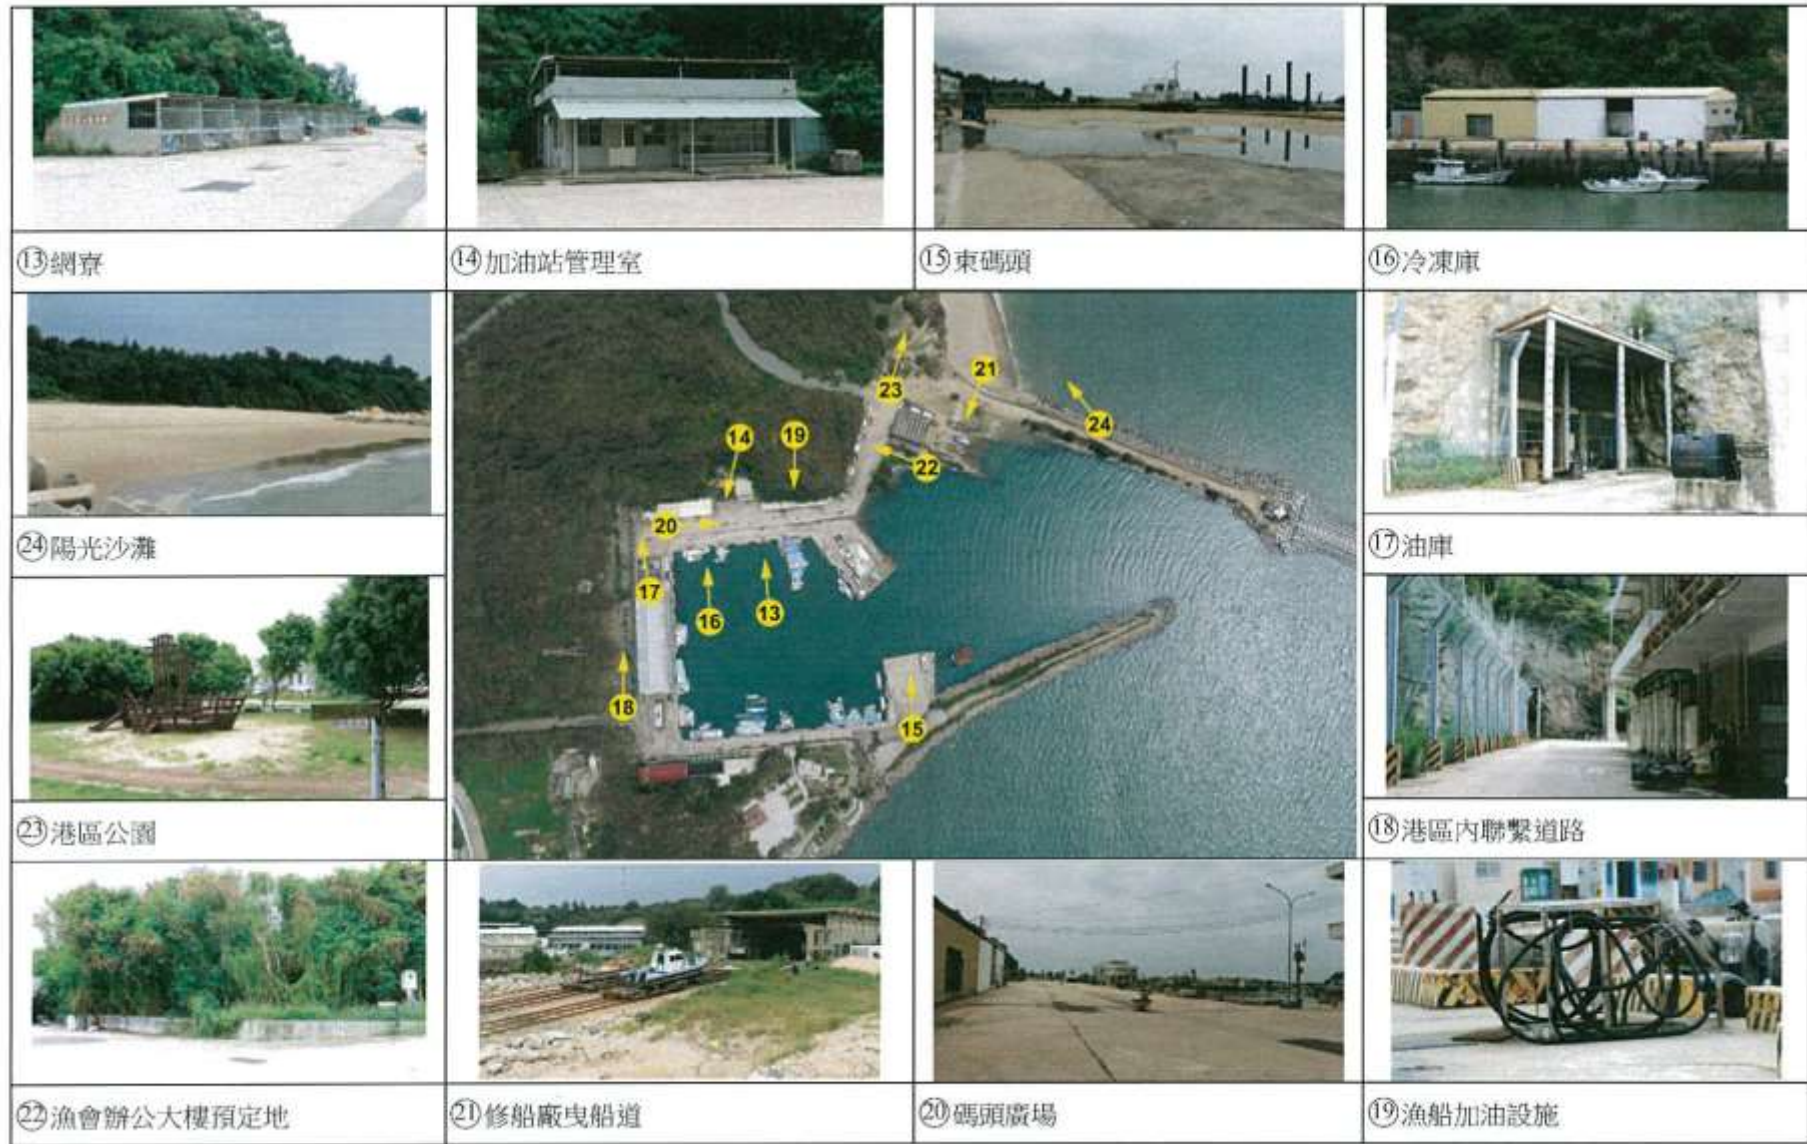 ⑬網寮
⑭加油站管理室
⑮東碼頭
⑯冷凍庫
㉔陽光沙灘
⑰油庫
23
21
24
14
19
22
20
17
16
13
18
15
㉓港區公園
⑱港區內聯繫道路
㉒漁會辦公大樓預定地
㉑修船廠曳船道
⑳碼頭廣場
⑲漁船加油設施